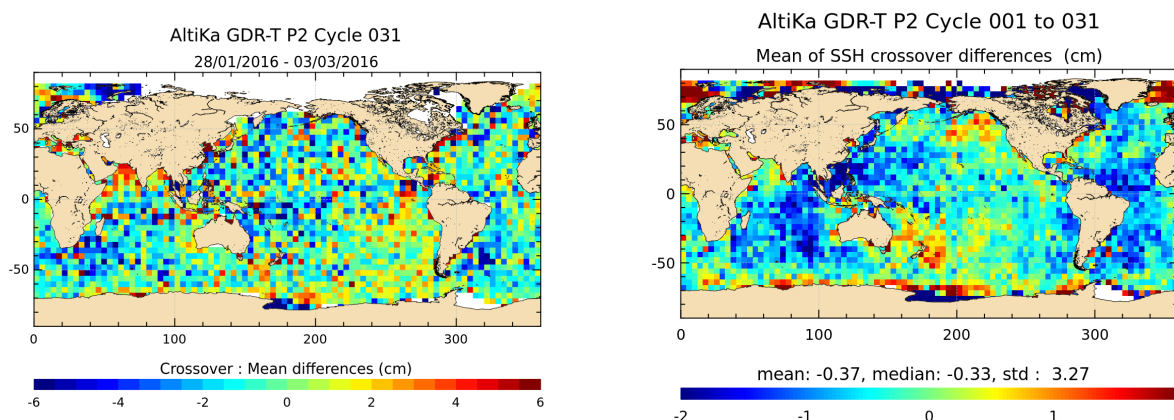 AltiKa GDR-T P2 Cycle 031
28/01/2016 - 03/03/2016
50
0
-50
0 100 200 300
Crossover : Mean differences (cm)
-6 -4 -2 0 2 4 6
AltiKa GDR-T P2 Cycle 001 to 031
Mean of SSH crossover differences (cm)
50
0
-50
0 100 200 300
mean: -0.37, median: -0.33, std : 3.27
-2 -1 0 1